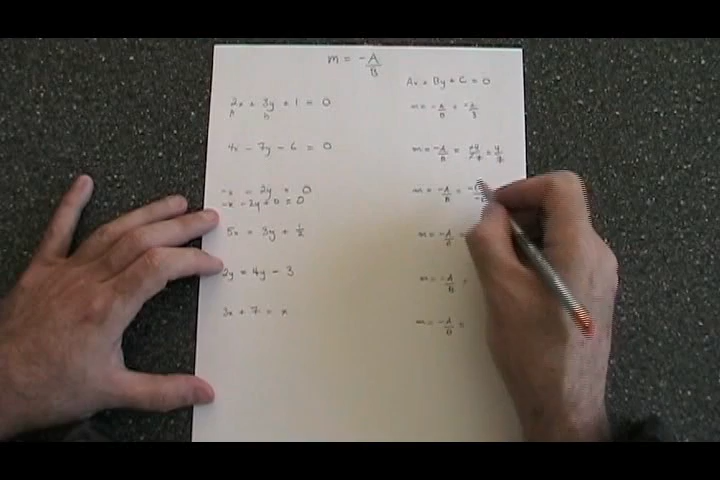 m = -A/B
Ax + By + C = 0
2x + 3y + 1 = 0
A B
m = -A/B = -2/3
4x - 7y - 6 = 0
m = -A/B = -4/-7 = 4/7
-x = 2y = 0
-x - 2y + 0 = 0
m = -A/B =
5x = 8y + 1/2
m = -A/B
2y = 4y - 3
m = -A/B =
3x + 7 = x
m = -A/B =